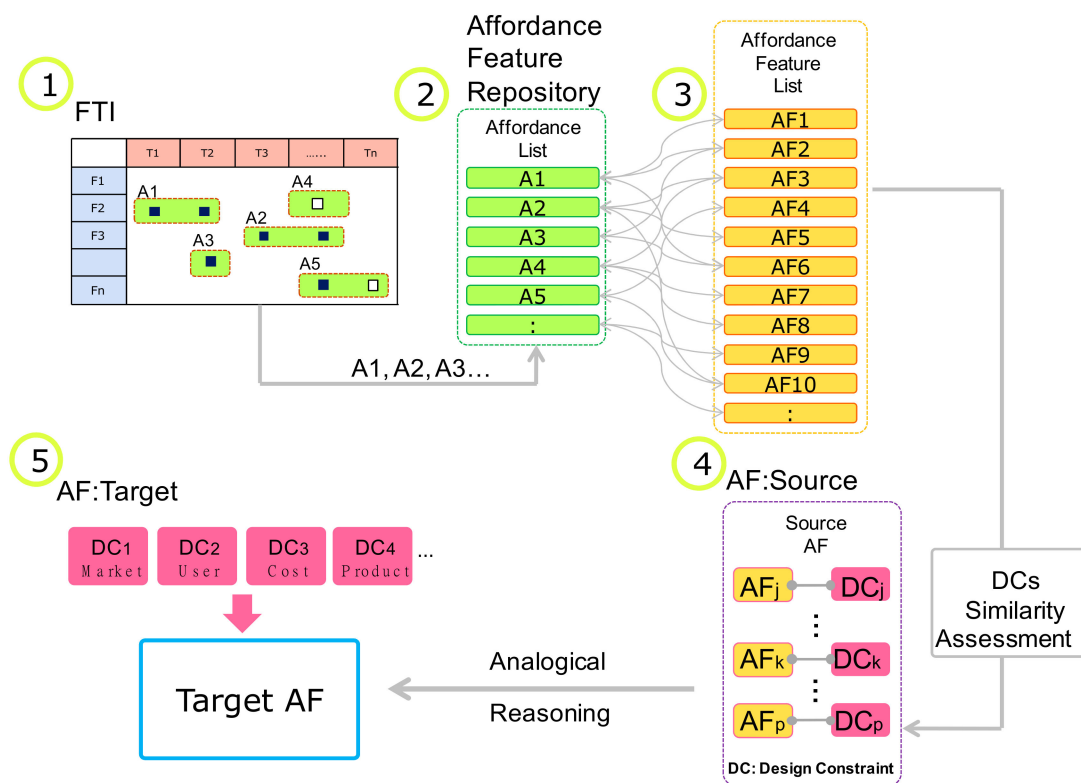 1
FTI
T1 T2 T3 ...... Tn
F1
F2
F3
Fn
A1
A4
A2
A3
A5
A1, A2, A3...
2
Affordance
Feature
Repository
Affordance
List
A1
A2
A3
A4
A5
:
3
Affordance
Feature
List
AF1
AF2
AF3
AF4
AF5
AF6
AF7
AF8
AF9
AF10
:
DCs
Similarity
Assessment
4
AF:Source
Source
AF
AFj DCj
⋮
AFk DCk
⋮
AFp DCp
DC: Design Constraint
Analogical
Reasoning
5
AF:Target
DC1 DC2 DC3 DC4 ...
Market User Cost Product
Target AF